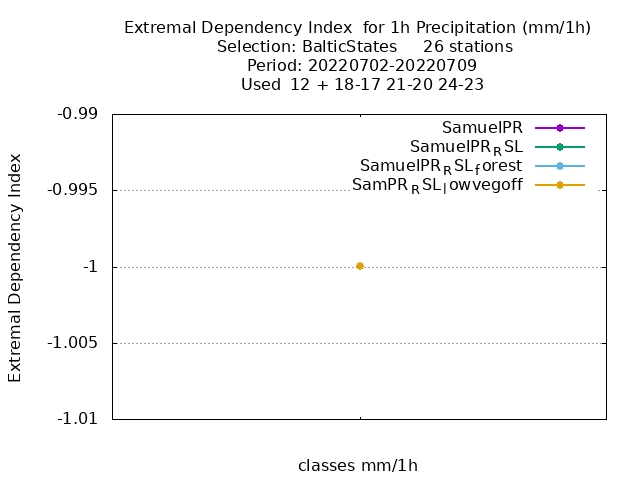 Extremal Dependency Index  for 1h Precipitation (mm/1h)
Selection: BalticStates     26 stations
Period: 20220702-20220709
Used  12 + 18-17 21-20 24-23
-0.99
-0.995
-1
-1.005
-1.01
Extremal Dependency Index
SamuelPR
SamuelPR_RSL
SamuelPR_RSL_forest
SamPR_RSL_lowvegoff
classes mm/1h